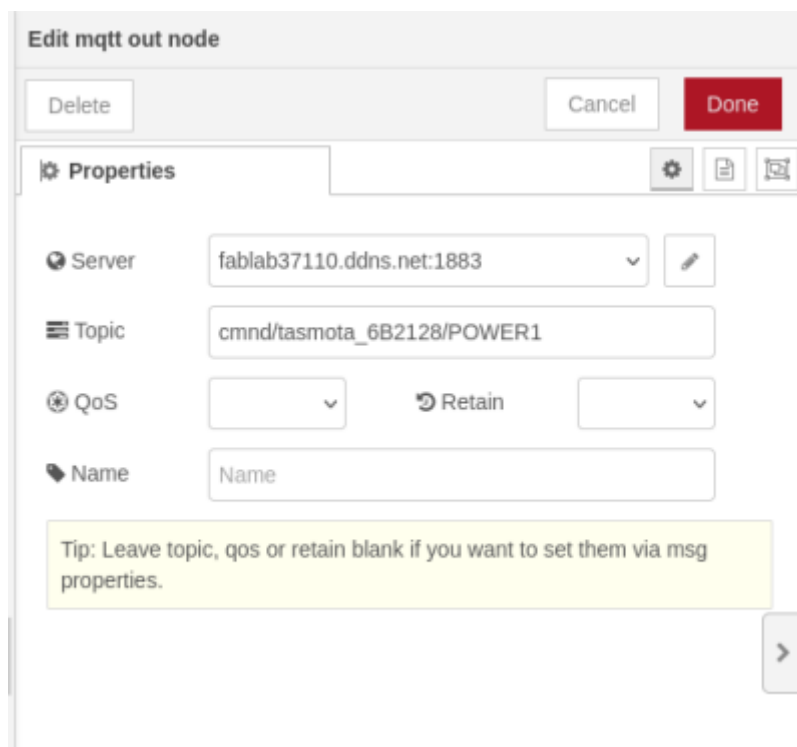 Edit mqtt out node
Delete
Cancel
Done
Properties
Server
fablab37110.ddns.net:1883
Topic
cmnd/tasmota_6B2128/POWER1
QoS
Retain
Name
Name
Tip: Leave topic, qos or retain blank if you want to set them via msg
properties.